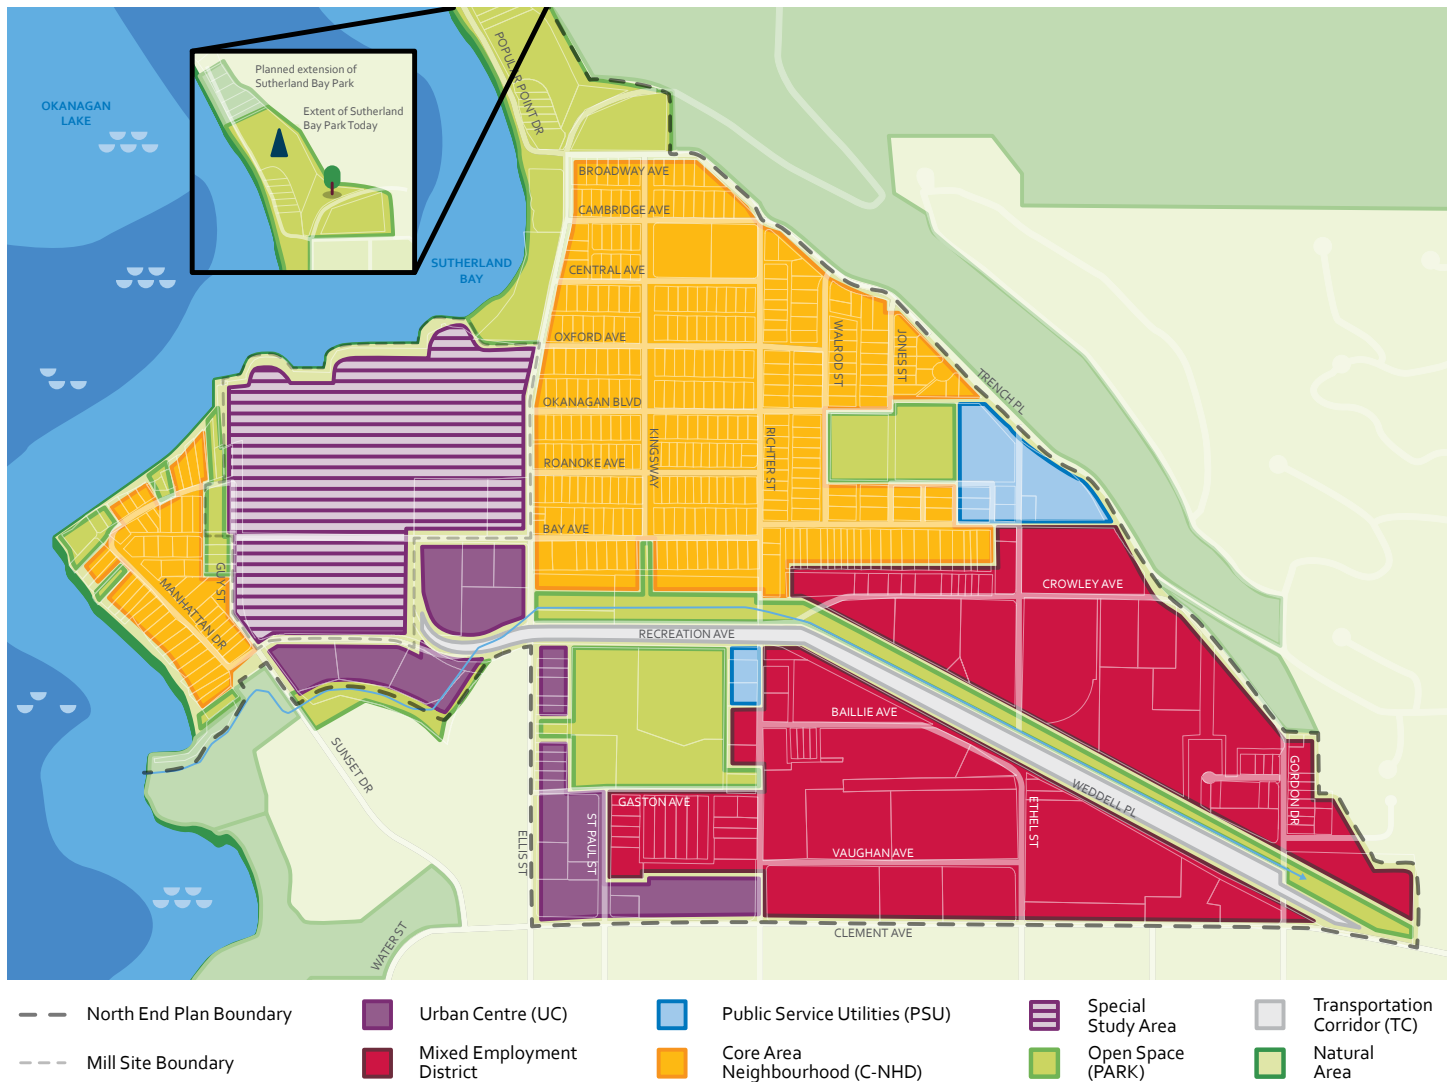 POPULAR POINT DR
Planned extension of
Sutherland Bay Park
Extent of Sutherland
Bay Park Today
OKANAGAN
LAKE
SUTHERLAND
BAY
BROADWAY AVE
CAMBRIDGE AVE
CENTRAL AVE
OXFORD AVE
WALROD ST
JONES ST
TRENCH PL
OKANAGAN BLVD
KINGSWAY
RICHTER ST
ROANOKE AVE
BAY AVE
GUY ST
MANHATTAN DR
CROWLEY AVE
RECREATION AVE
BAILLIE AVE
SUNSET DR
WEDDELL PL
GORDON DR
GASTON AVE
ELLIS ST
ST PAUL ST
ETHEL ST
VAUGHAN AVE
WATER ST
CLEMENT AVE
North End Plan Boundary
Mill Site Boundary
Urban Centre (UC)
Mixed Employment
District
Public Service Utilities (PSU)
Core Area
Neighbourhood (C-NHD)
Special
Study Area
Open Space
(PARK)
Transportation
Corridor (TC)
Natural
Area